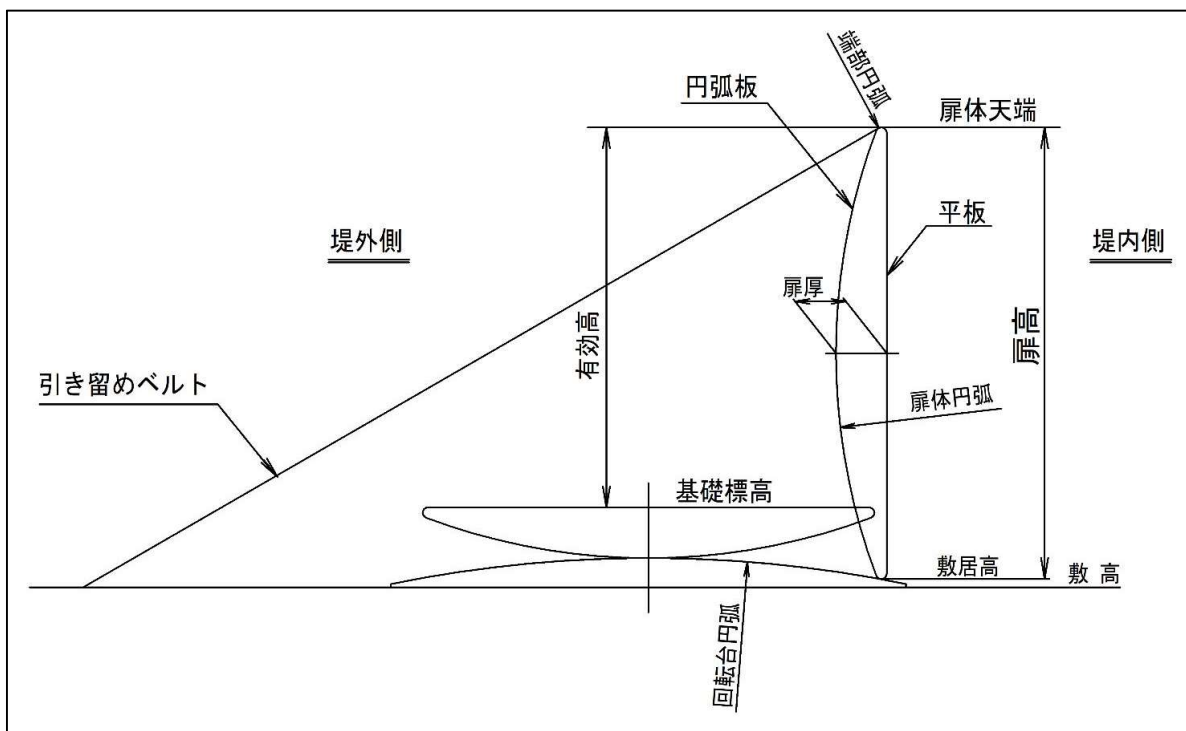 端部円弧
円弧板
扉体天端
平板
堤外側
堤内側
扉厚
有効高
扉高
引き留めベルト
扉体円弧
基礎標高
敷居高
敷 高
回転台円弧